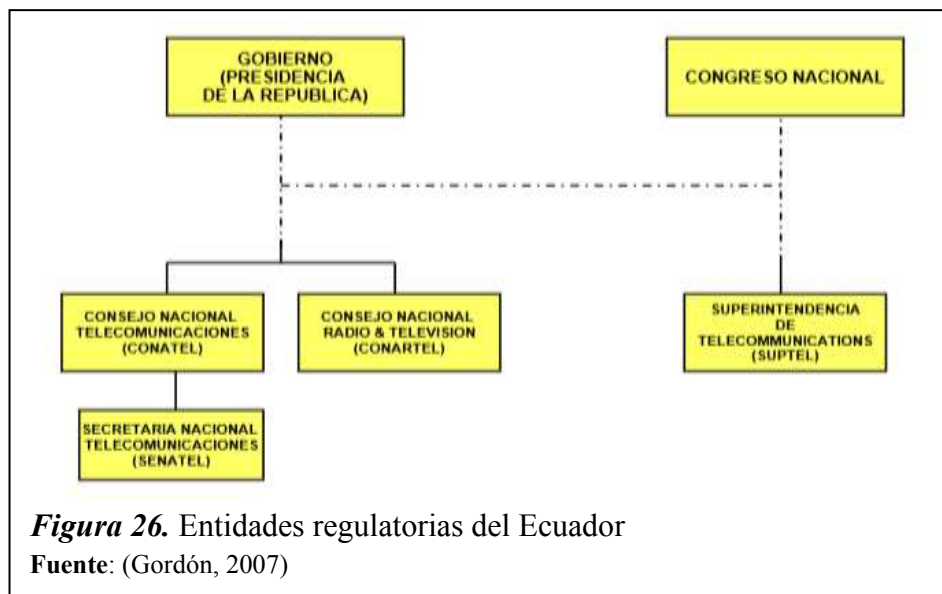 GOBIERNO
(PRESIDENCIA
DE LA REPUBLICA)
CONGRESO NACIONAL
CONSEJO NACIONAL
TELECOMUNICACIONES
(CONATEL)
CONSEJO NACIONAL
RADIO & TELEVISION
(CONARTEL)
SUPERINTENDENCIA
DE
TELECOMMUNICATIONS
(SUPTEL)
SECRETARIA NACIONAL
TELECOMUNICACIONES
(SENATEL)
Figura 26. Entidades regulatorias del Ecuador
Fuente: (Gordón, 2007)